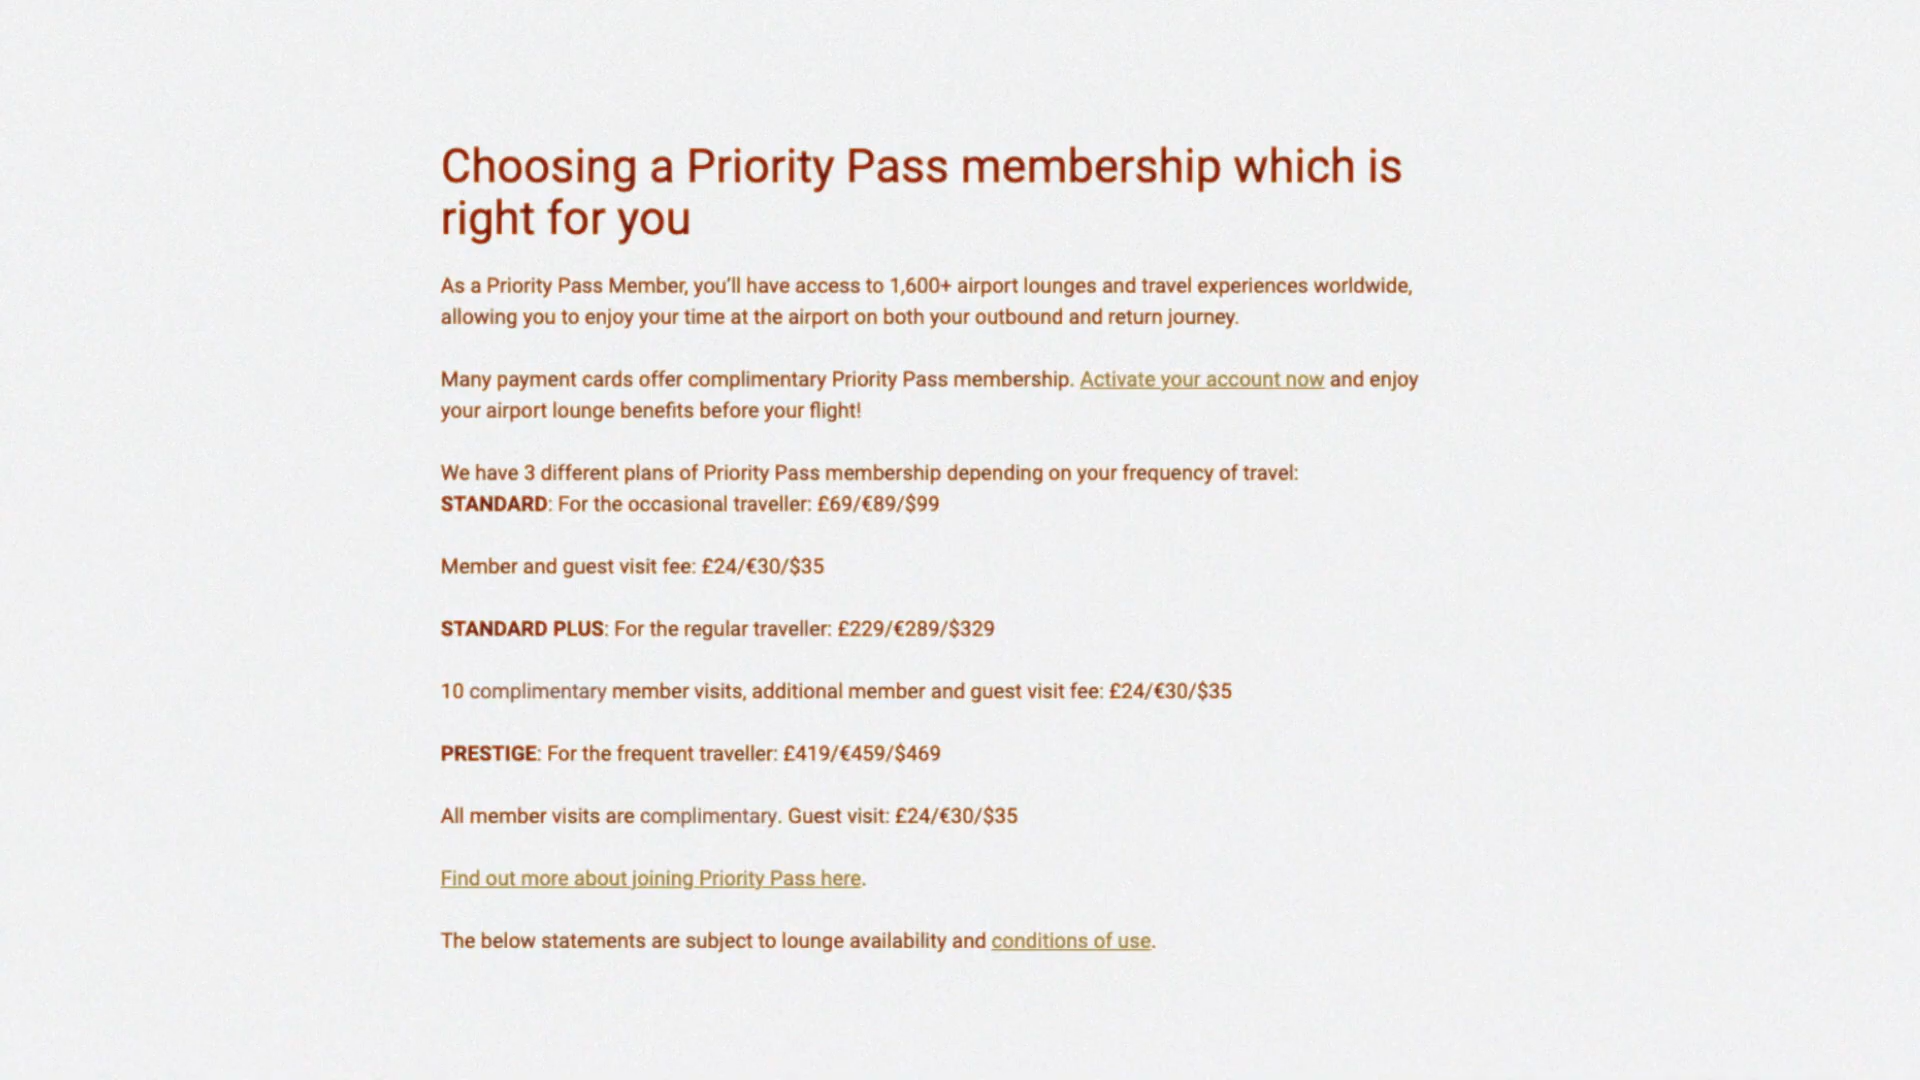 Choosing a Priority Pass membership which is
right for you
As a Priority Pass Member, you’ll have access to 1,600+ airport lounges and travel experiences worldwide,
allowing you to enjoy your time at the airport on both your outbound and return journey.
Many payment cards offer complimentary Priority Pass membership. Activate your account now and enjoy
your airport lounge benefits before your flight!
We have 3 different plans of Priority Pass membership depending on your frequency of travel:
STANDARD: For the occasional traveller: £69/€89/$99
Member and guest visit fee: £24/€30/$35
STANDARD PLUS: For the regular traveller: £229/€289/$329
10 complimentary member visits, additional member and guest visit fee: £24/€30/$35
PRESTIGE: For the frequent traveller: £419/€459/$469
All member visits are complimentary. Guest visit: £24/€30/$35
Find out more about joining Priority Pass here.
The below statements are subject to lounge availability and conditions of use.